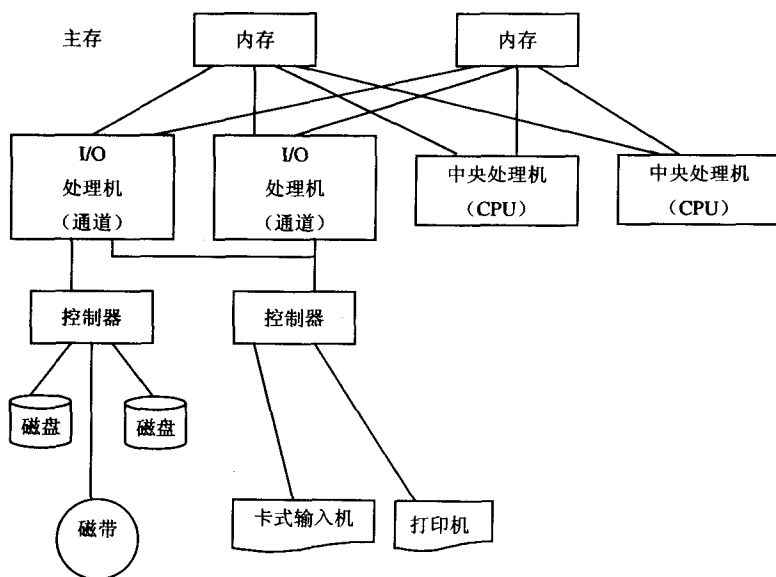 主存
内存
内存
I/O
处理机
（通道）
I/O
处理机
（通道）
中央处理机
（CPU）
中央处理机
（CPU）
控制器
控制器
磁盘
磁盘
磁带
卡式输入机
打印机